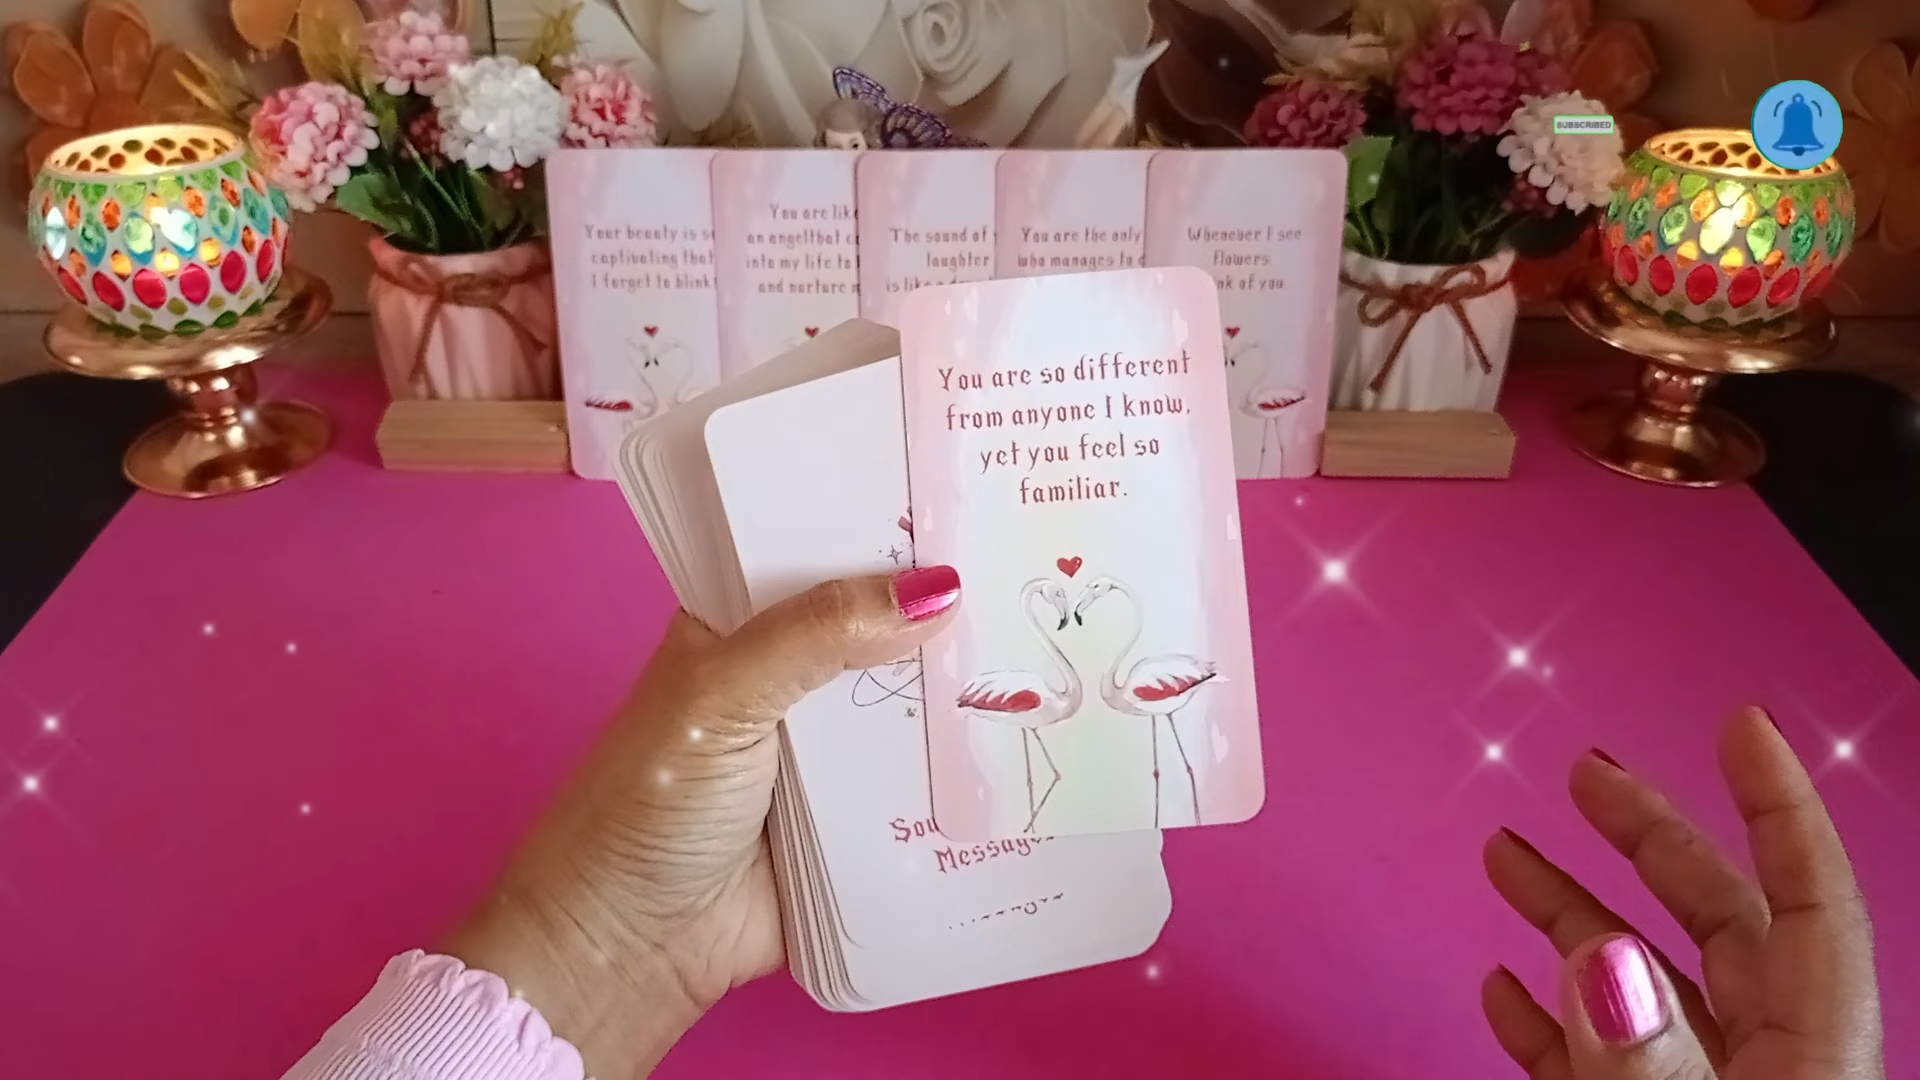 SUBSCRIBED
Your beauty is
captivating that
I forget to blink
You are like
an angel that
into my life to
and nurture
The sound of
laughter
is like
You are the only
who manages to
Whenever I see
flowers.
of you.
You are so different
from anyone I know,
yet you feel so
familiar.
Messages